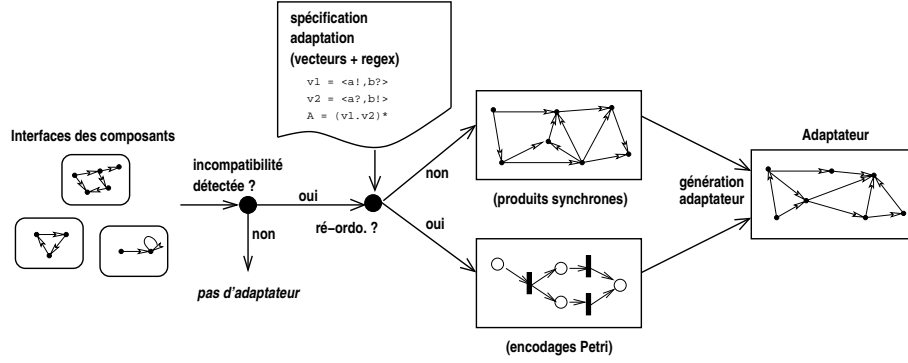 spécification
adaptation
(vecteurs + regex)
v1 = <a!,b?>
v2 = <a?,b!>
A = (v1.v2)*
Interfaces des composants
incompatibilité
détectée ?
oui
non
pas d'adaptateur
ré-ordo. ?
non
oui
(produits synchrones)
(encodages Petri)
génération
adaptateur
Adaptateur